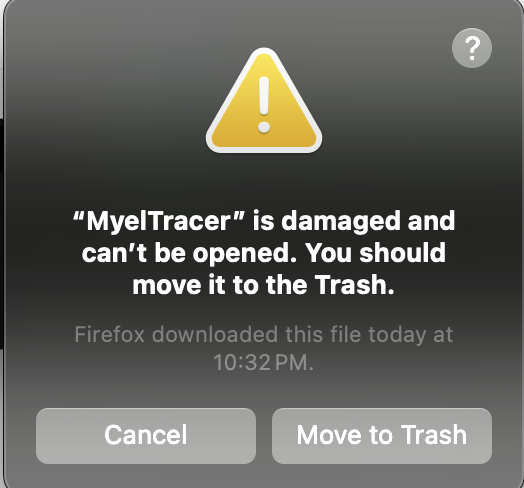 ?
“MyelTracer” is damaged and
can’t be opened. You should
move it to the Trash.
Firefox downloaded this file today at
10:32 PM.
Cancel
Move to Trash